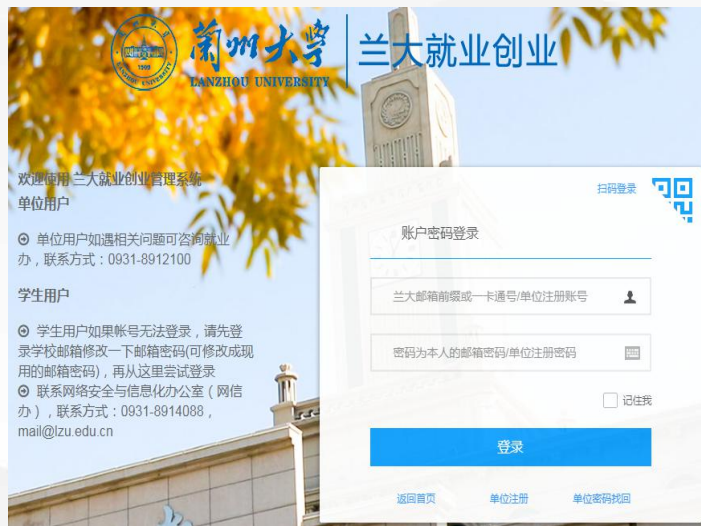 兰州大学
LANZHOU UNIVERSITY
1909
兰大就业创业
欢迎使用 兰大就业创业管理系统
单位用户
单位用户如遇相关问题可咨询就业
办，联系方式：0931-8912100
学生用户
学生用户如果帐号无法登录，请先登
录学校邮箱修改一下邮箱密码(可修改成现
用的邮箱密码)，再从这里尝试登录
联系网络安全与信息化办公室（网信
办），联系方式：0931-8914088，
mail@lzu.edu.cn
扫码登录
账户密码登录
兰大邮箱前缀或一卡通号/单位注册账号
密码为本人的邮箱密码/单位注册密码
记住我
登录
返回首页 单位注册 单位密码找回